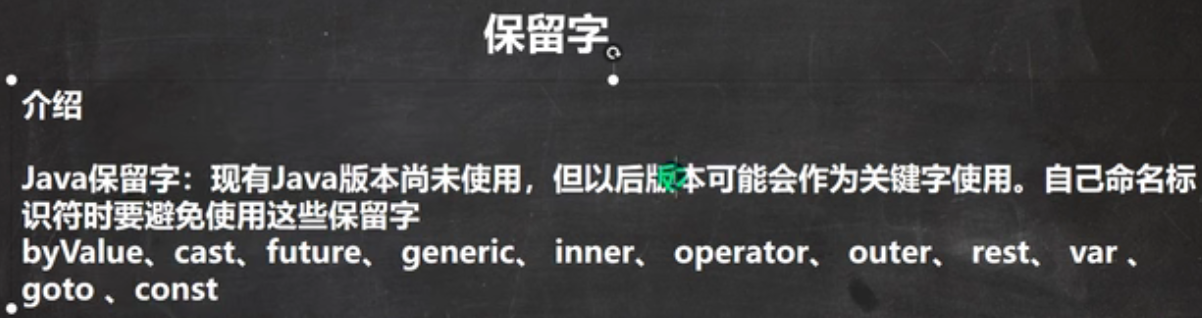 保留字
介绍
Java保留字：现有Java版本尚未使用，但以后版本可能会作为关键字使用。自己命名标
识符时要避免使用这些保留字
byValue、cast、future、 generic、 inner、 operator、 outer、 rest、 var 、
goto 、const